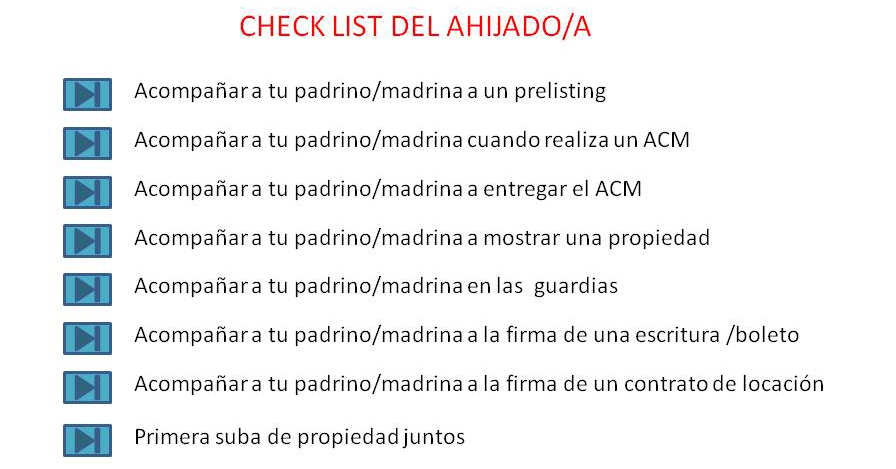 CHECK LIST DEL AHIJADO/A
Acompañar a tu padrino/madrina a un prelisting
Acompañar a tu padrino/madrina cuando realiza un ACM
Acompañar a tu padrino/madrina a entregar el ACM
Acompañar a tu padrino/madrina a mostrar una propiedad
Acompañar a tu padrino/madrina en las guardias
Acompañar a tu padrino/madrina a la firma de una escritura /boleto
Acompañar a tu padrino/madrina a la firma de un contrato de locación
Primera suba de propiedad juntos